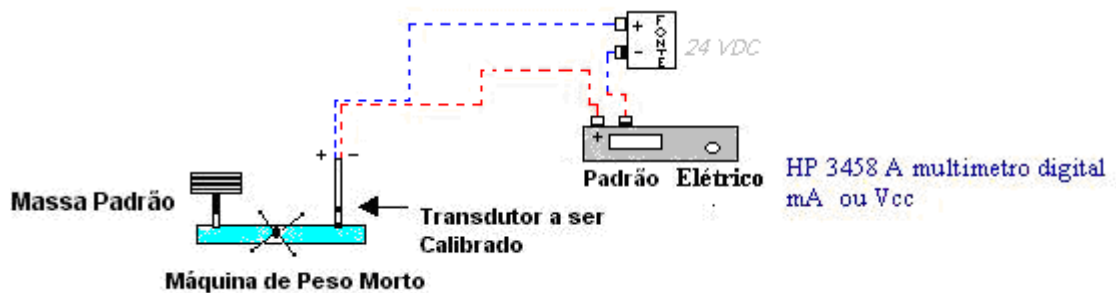 +
F
O
N
T
E
-
24 VDC
+ -
+
Padrão Elétrico
HP 3458 A multimetro digital
mA ou Vcc
Massa Padrão
Transdutor a ser
Calibrado
Máquina de Peso Morto